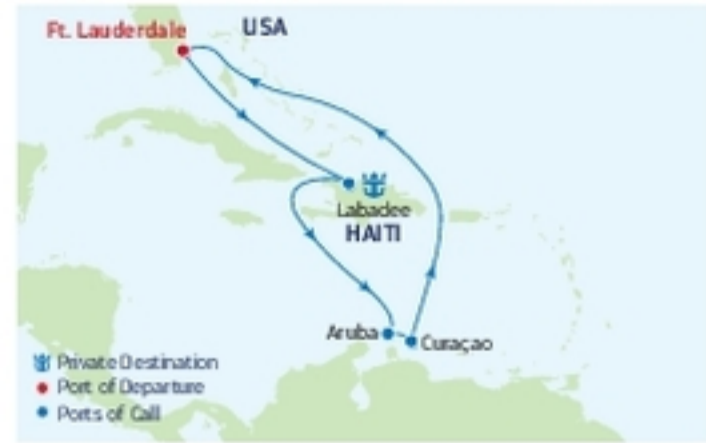 Ft. Lauderdale
USA
Labadee
HAITI
Aruba
Curaçao
Private Destination
Port of Departure
Ports of Call